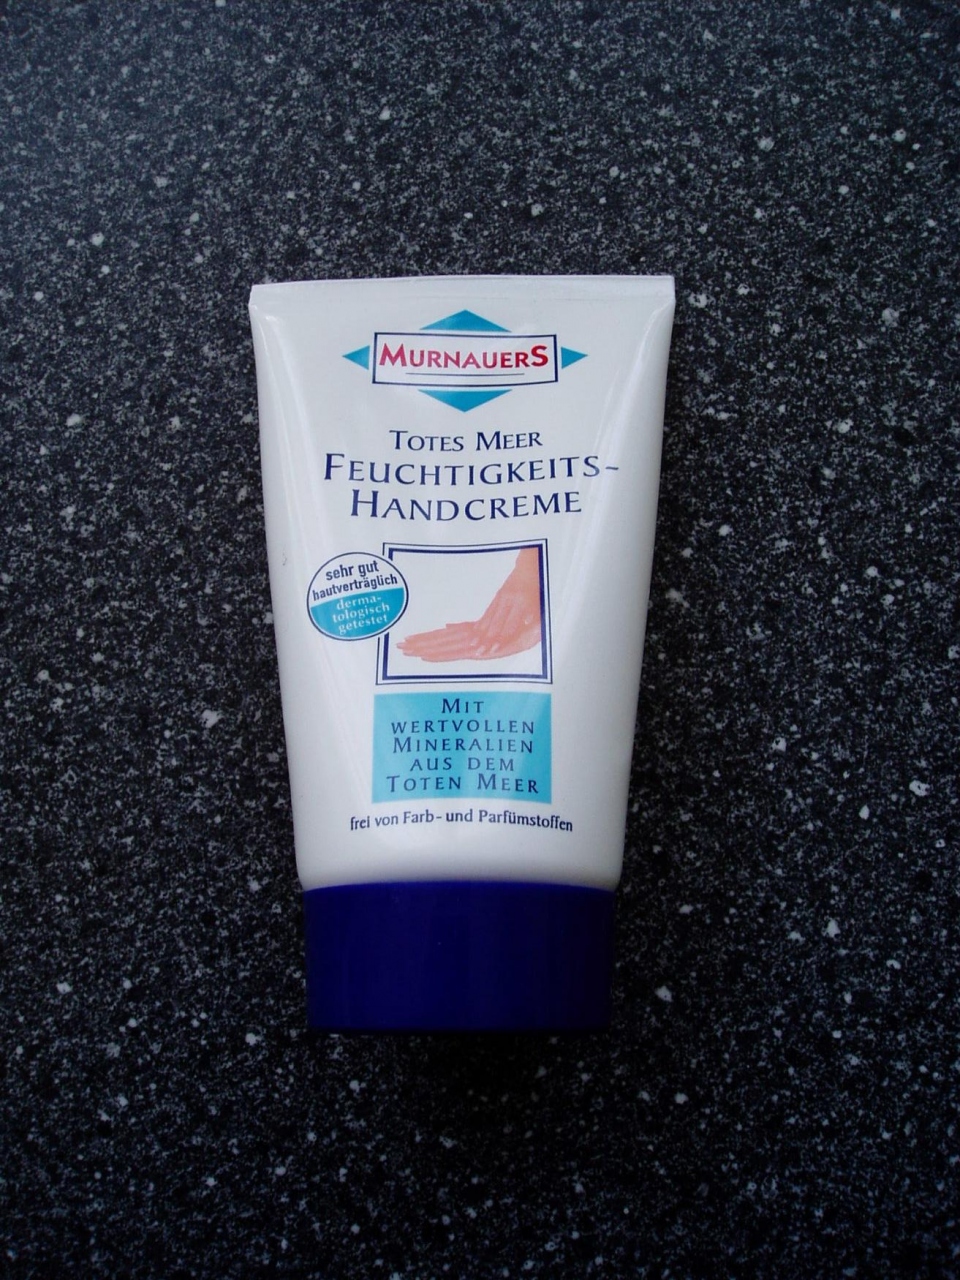 MURNAUERS
TOTES MEER
FEUCHTIGKEITS-
HANDCREME
sehr gut
hautverträglich
derma-
tologisch
getestet
MIT
WERTVOLLEN
MINERALIEN
AUS DEM
TOTEN MEER
frei von Farb- und Parfümstoffen